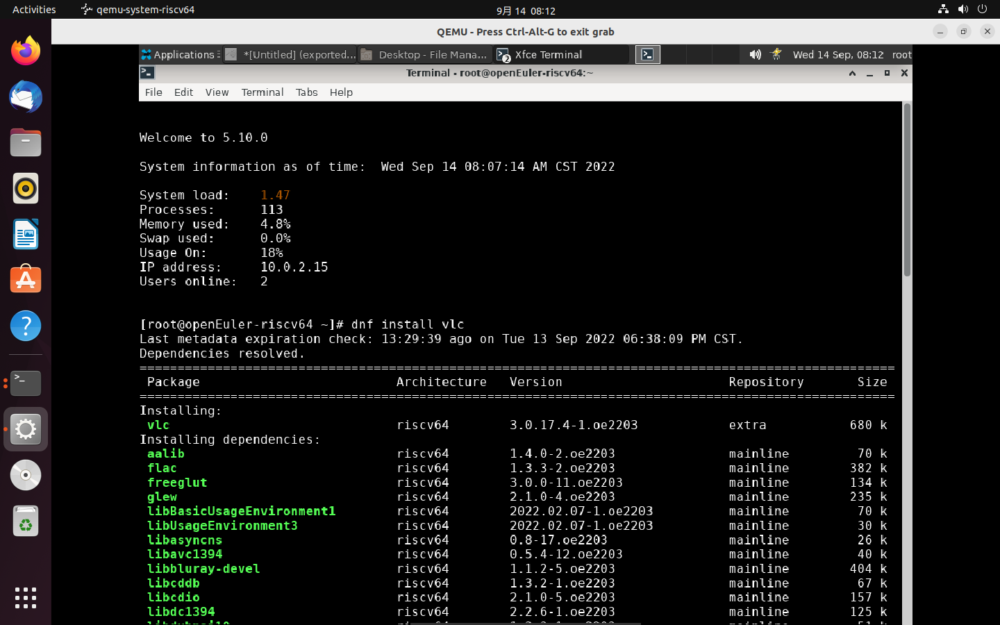 Activities qemu-system-riscv64 9月 14 08:12
QEMU - Press Ctrl-Alt-G to exit grab
Applications *[Untitled] (exported... Desktop - File Mana... Xfce Terminal Wed 14 Sep, 08:12 root
Terminal - root@openEuler-riscv64:~
File Edit View Terminal Tabs Help
Welcome to 5.10.0
System information as of time: Wed Sep 14 08:07:14 AM CST 2022
System load: 1.47
Processes: 113
Memory used: 4.8%
Swap used: 0.0%
Usage On: 18%
IP address: 10.0.2.15
Users online: 2
[root@openEuler-riscv64 ~]# dnf install vlc
Last metadata expiration check: 13:29:39 ago on Tue 13 Sep 2022 06:38:09 PM CST.
Dependencies resolved.
Package Architecture Version Repository Size
Installing:
vlc riscv64 3.0.17.4-1.oe2203 extra 680 k
Installing dependencies:
aalib riscv64 1.4.0-2.oe2203 mainline 70 k
flac riscv64 1.3.3-2.oe2203 mainline 382 k
freeglut riscv64 3.0.0-11.oe2203 mainline 134 k
glew riscv64 2.1.0-4.oe2203 mainline 235 k
libBasicUsageEnvironment1 riscv64 2022.02.07-1.oe2203 mainline 70 k
libUsageEnvironment3 riscv64 2022.02.07-1.oe2203 mainline 30 k
libasyncns riscv64 0.8-17.oe2203 mainline 26 k
libavc1394 riscv64 0.5.4-12.oe2203 mainline 40 k
libbluray-devel riscv64 1.1.2-5.oe2203 mainline 404 k
libcddb riscv64 1.3.2-1.oe2203 mainline 67 k
libcdio riscv64 2.1.0-5.oe2203 mainline 157 k
libdc1394 riscv64 2.2.6-1.oe2203 mainline 125 k